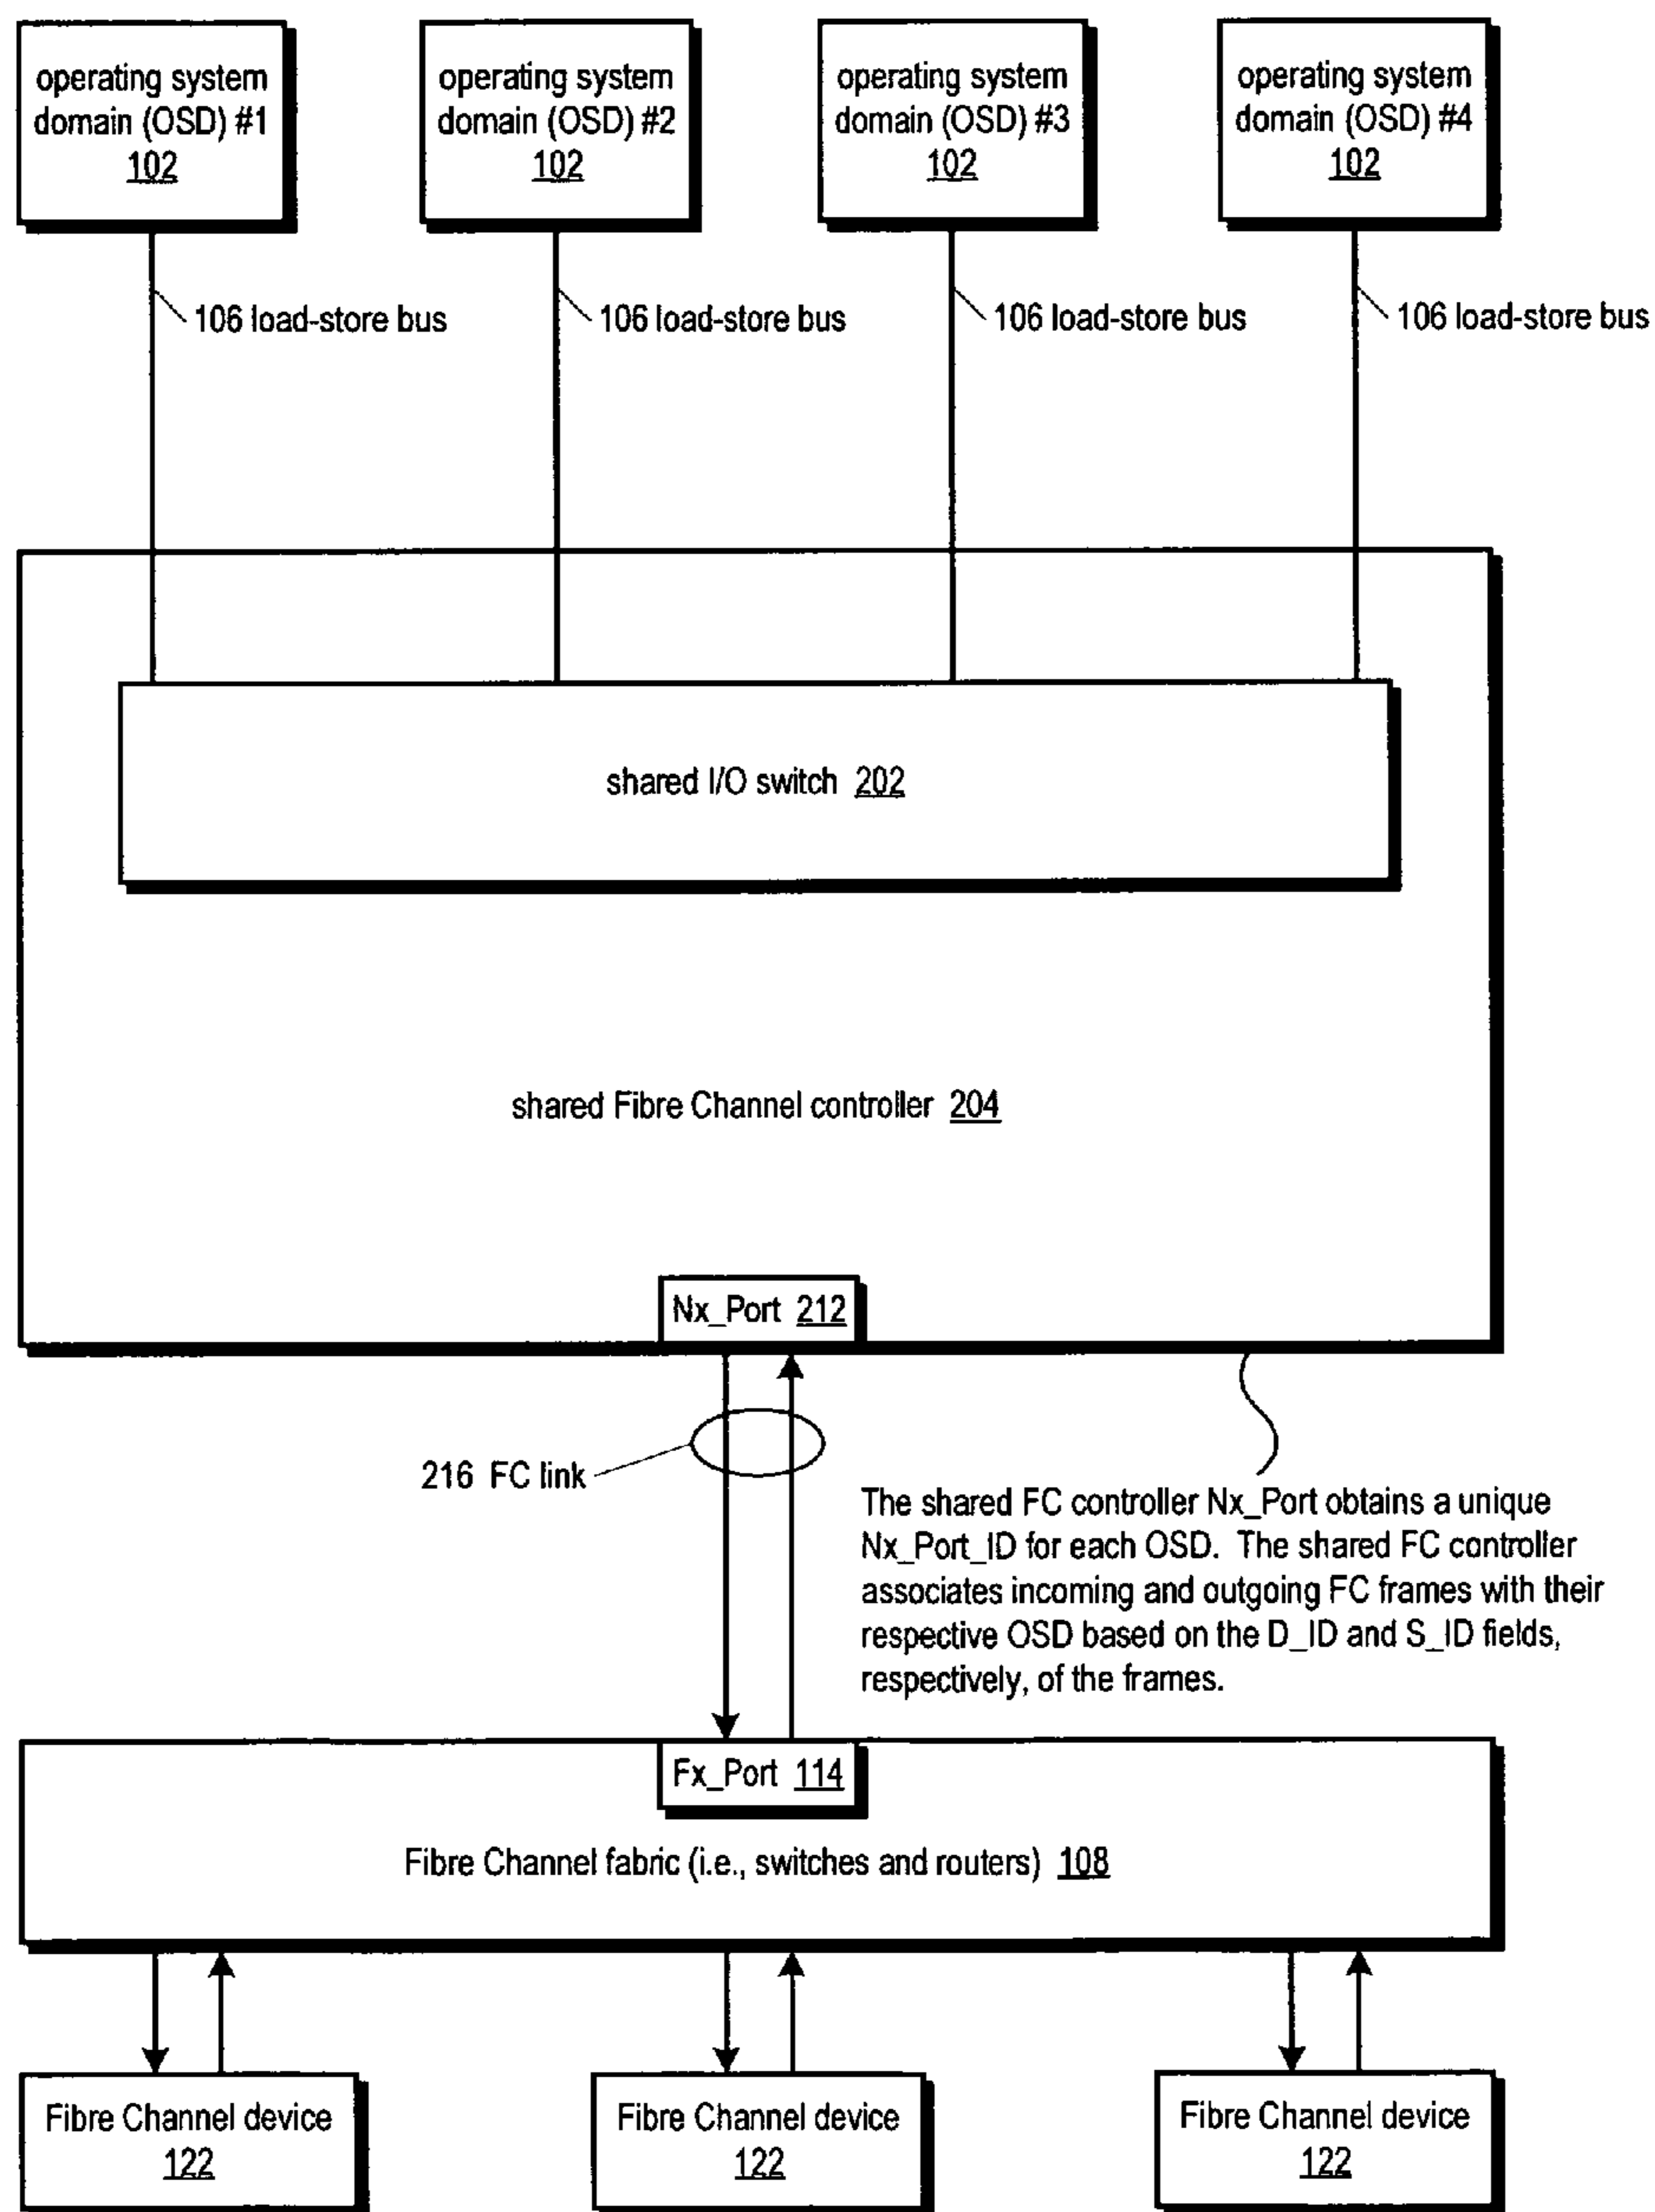 operating system
domain (OSD) #1
102
operating system
domain (OSD) #2
102
operating system
domain (OSD) #3
102
operating system
domain (OSD) #4
102
106 load-store bus
106 load-store bus
106 load-store bus
106 load-store bus
shared I/O switch 202
shared Fibre Channel controller 204
Nx_Port 212
216 FC link
The shared FC controller Nx_Port obtains a unique
Nx_Port_ID for each OSD. The shared FC controller
associates incoming and outgoing FC frames with their
respective OSD based on the D_ID and S_ID fields,
respectively, of the frames.
Fx_Port 114
Fibre Channel fabric (i.e., switches and routers) 108
Fibre Channel device
122
Fibre Channel device
122
Fibre Channel device
122